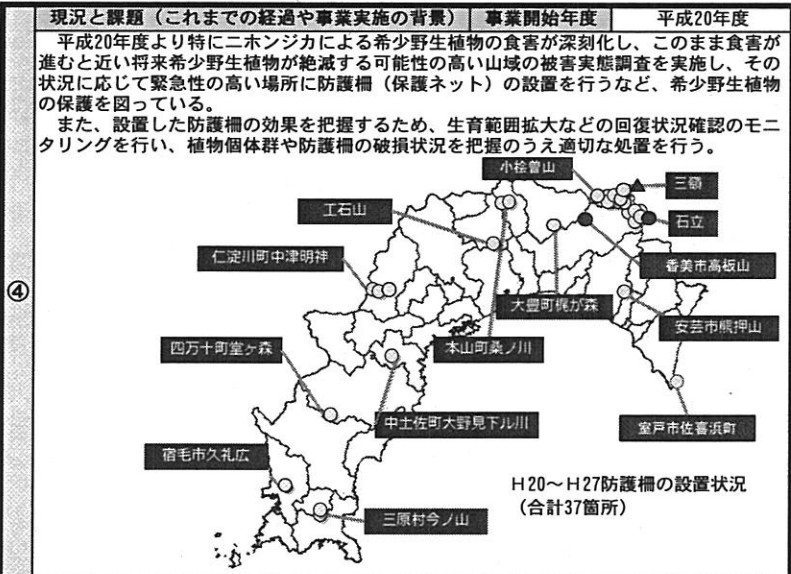 現況と課題（これまでの経過や事業実施の背景） 事業開始年度 平成20年度
平成20年度より特にニホンジカによる希少野生植物の食害が深刻化し、このまま食害が
進むと近い将来希少野生植物が絶滅する可能性の高い山域の被害実態調査を実施し、その
状況に応じて緊急性の高い場所に防護柵（保護ネット）の設置を行うなど、希少野生植物
の保護を図っている。
また、設置した防護柵の効果を把握するため、生育範囲拡大などの回復状況確認のモニ
タリングを行い、植物個体群や防護柵の破損状況を把握のうえ適切な処置を行う。
④
小桧曽山
三嶺
工石山
石立
仁淀川町中津明神
香美市高板山
大豊町梶が森
安芸市熊押山
四万十町堂ヶ森
本山町桑ノ川
中土佐町大野見下ル川
室戸市佐喜浜町
宿毛市久礼広
H20～H27防護柵の設置状況
（合計37箇所）
三原村今ノ山